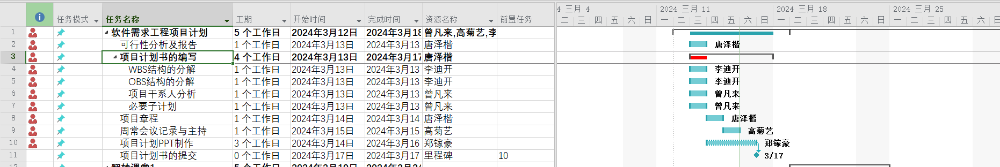 4 三月 4 2024 三月 11 2024 三月 18 2024 三月 25
任务模式 任务名称 工期 开始时间 完成时间 资源名称 前置任务 二 三 四 五 六 日 一 二 三 四 五 六 日 一 二 三 四 五 六 日 一 二 三 四 五 六 日
1 软件需求工程项目计划 5 个工作日 2024年3月12日 2024年3月18 曾凡来,高菊艺,李
2 可行性分析及报告 1 个工作日 2024年3月13日 2024年3月13 唐泽楷 唐泽楷
3 项目计划书的编写 4 个工作日 2024年3月13日 2024年3月17 唐泽楷
4 WBS结构的分解 1 个工作日 2024年3月13日 2024年3月13 李迪开 李迪开
5 OBS结构的分解 1 个工作日 2024年3月13日 2024年3月13 李迪开 李迪开
6 项目干系人分析 1 个工作日 2024年3月13日 2024年3月13 曾凡来 曾凡来
7 必要子计划 1 个工作日 2024年3月13日 2024年3月13 曾凡来 曾凡来
8 项目章程 1 个工作日 2024年3月14日 2024年3月14 唐泽楷 唐泽楷
9 周常会议记录与主持 1 个工作日 2024年3月15日 2024年3月15 高菊艺 高菊艺
10 项目计划PPT制作 3 个工作日 2024年3月14日 2024年3月16 郑镓豪 郑镓豪
11 项目计划书的提交 0 个工作日 2024年3月17日 2024年3月17 里程碑 10 3/17